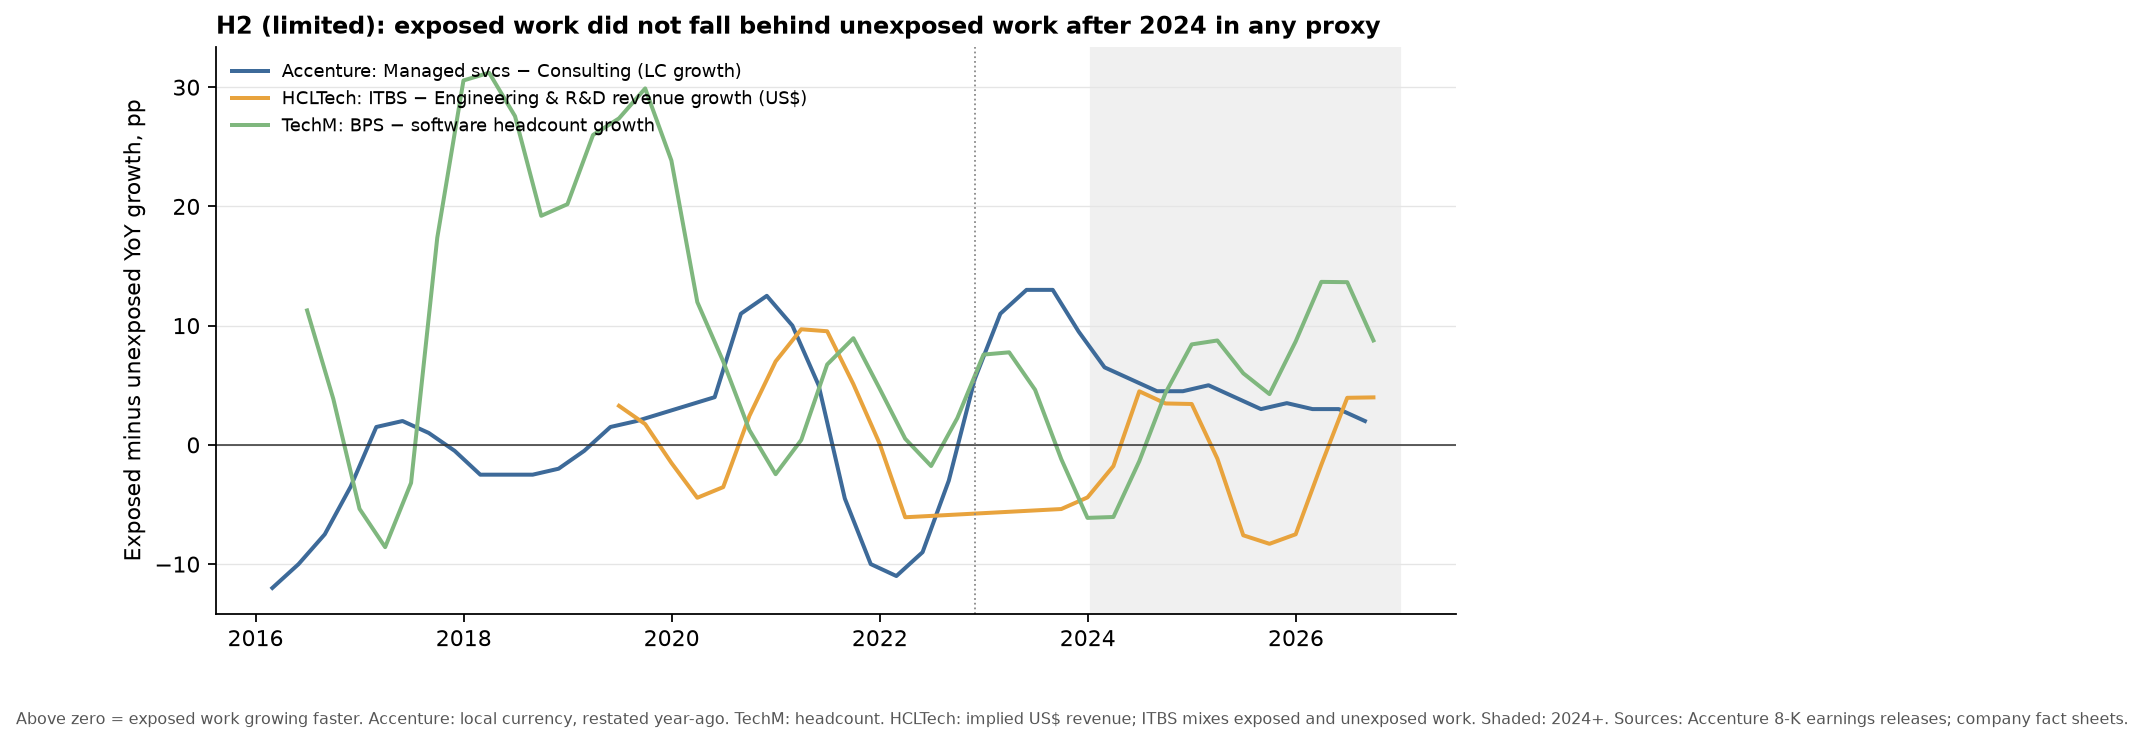 H2 (limited): exposed work did not fall behind unexposed work after 2024 in any proxy
Accenture: Managed svcs − Consulting (LC growth)
HCLTech: ITBS − Engineering & R&D revenue growth (US$)
TechM: BPS − software headcount growth
Exposed minus unexposed YoY growth, pp
30
20
10
0
−10
2016
2018
2020
2022
2024
2026
Above zero = exposed work growing faster. Accenture: local currency, restated year-ago. TechM: headcount. HCLTech: implied US$ revenue; ITBS mixes exposed and unexposed work. Shaded: 2024+. Sources: Accenture 8-K earnings releases; company fact sheets.